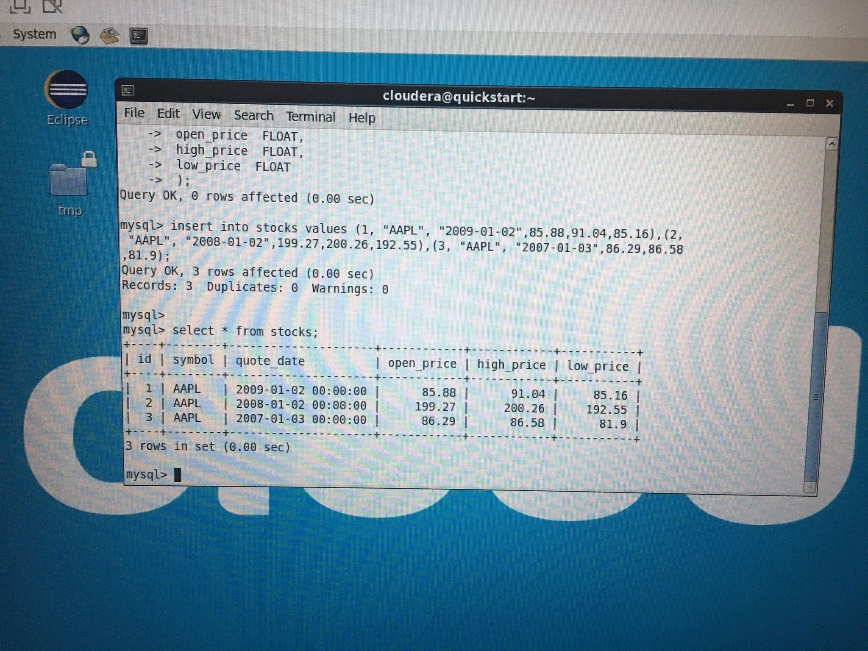 System
Eclipse
tmp
cloudera@quickstart:~
File Edit View Search Terminal Help
-> open_price FLOAT,
-> high_price FLOAT,
-> low_price FLOAT
-> );
Query OK, 0 rows affected (0.00 sec)
mysql> insert into stocks values (1, "AAPL", "2009-01-02",85.88,91.04,85.16),(2,
"AAPL", "2008-01-02",199.27,200.26,192.55),(3, "AAPL", "2007-01-03",86.29,86.58
,81.9);
Query OK, 3 rows affected (0.00 sec)
Records: 3 Duplicates: 0 Warnings: 0
mysql>
mysql> select * from stocks;
+----+--------+---------------------+------------+------------+-----------+
| id | symbol | quote_date | open_price | high_price | low_price |
+----+--------+---------------------+------------+------------+-----------+
| 1 | AAPL | 2009-01-02 00:00:00 | 85.88 | 91.04 | 85.16 |
| 2 | AAPL | 2008-01-02 00:00:00 | 199.27 | 200.26 | 192.55 |
| 3 | AAPL | 2007-01-03 00:00:00 | 86.29 | 86.58 | 81.9 |
+----+--------+---------------------+------------+------------+-----------+
3 rows in set (0.00 sec)
mysql>